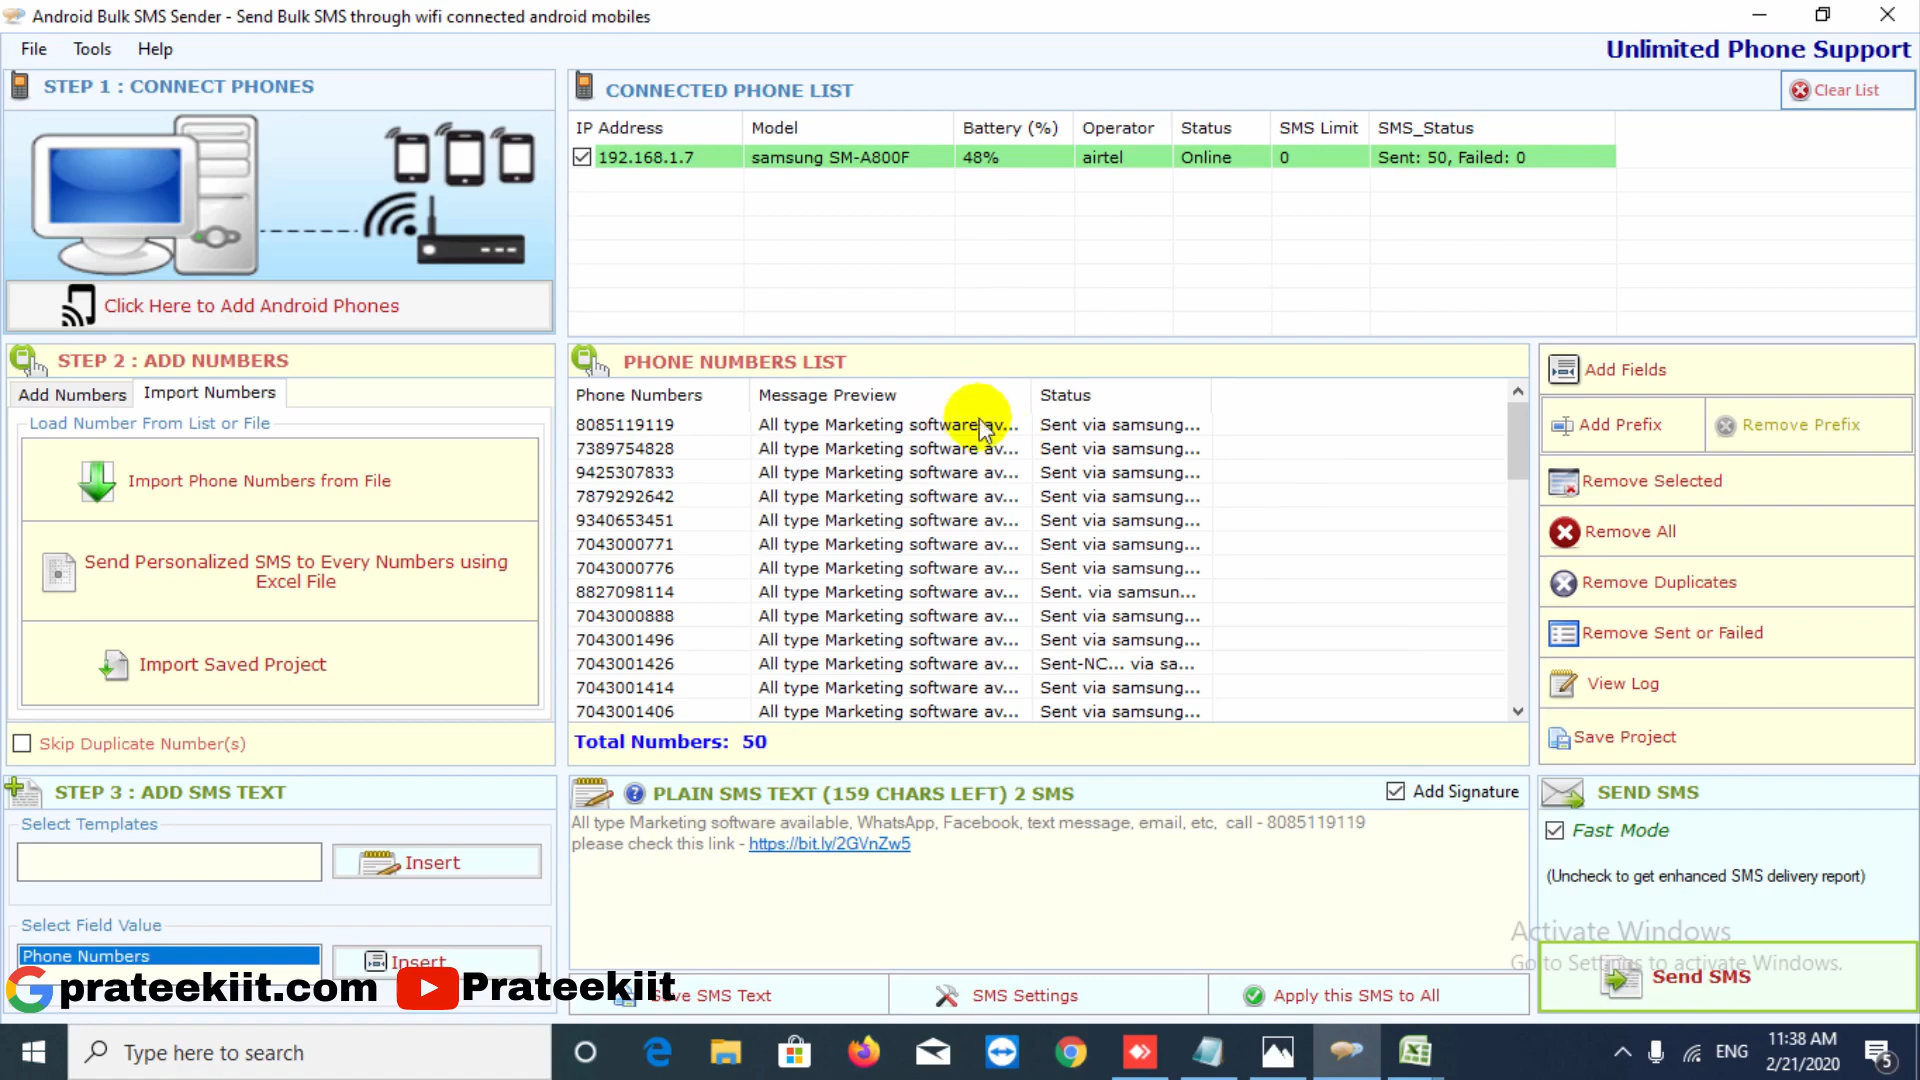 Android Bulk SMS Sender - Send Bulk SMS through wifi connected android mobiles
File Tools Help
Unlimited Phone Support
STEP 1 : CONNECT PHONES
Click Here to Add Android Phones
CONNECTED PHONE LIST
Clear List
IP Address Model Battery (%) Operator Status SMS Limit SMS_Status
192.168.1.7 samsung SM-A800F 48% airtel Online 0 Sent: 50, Failed: 0
STEP 2 : ADD NUMBERS
Add Numbers Import Numbers
Load Number From List or File
Import Phone Numbers from File
Send Personalized SMS to Every Numbers using
Excel File
Import Saved Project
Skip Duplicate Number(s)
PHONE NUMBERS LIST
Phone Numbers Message Preview Status
8085119119 All type Marketing software av... Sent via samsung...
7389754828 All type Marketing software av... Sent via samsung...
9425307833 All type Marketing software av... Sent via samsung...
7879292642 All type Marketing software av... Sent via samsung...
9340653451 All type Marketing software av... Sent via samsung...
7043000771 All type Marketing software av... Sent via samsung...
7043000776 All type Marketing software av... Sent via samsung...
8827098114 All type Marketing software av... Sent. via samsun...
7043000888 All type Marketing software av... Sent via samsung...
7043001496 All type Marketing software av... Sent via samsung...
7043001426 All type Marketing software av... Sent-NC... via sa...
7043001414 All type Marketing software av... Sent via samsung...
7043001406 All type Marketing software av... Sent via samsung...
Total Numbers: 50
Add Fields
Add Prefix Remove Prefix
Remove Selected
Remove All
Remove Duplicates
Remove Sent or Failed
View Log
Save Project
STEP 3 : ADD SMS TEXT
Select Templates
Insert
Select Field Value
Phone Numbers
Insert
PLAIN SMS TEXT (159 CHARS LEFT) 2 SMS
Add Signature
All type Marketing software available, WhatsApp, Facebook, text message, email, etc, call - 8085119119
please check this link - https://bit.ly/2GVnZw5
Save SMS Text SMS Settings Apply this SMS to All
SEND SMS
Fast Mode
(Uncheck to get enhanced SMS delivery report)
Activate Windows
Go to Settings to activate Windows.
Send SMS
prateekiit.com Prateekiit
Type here to search
ENG
11:38 AM
2/21/2020
5